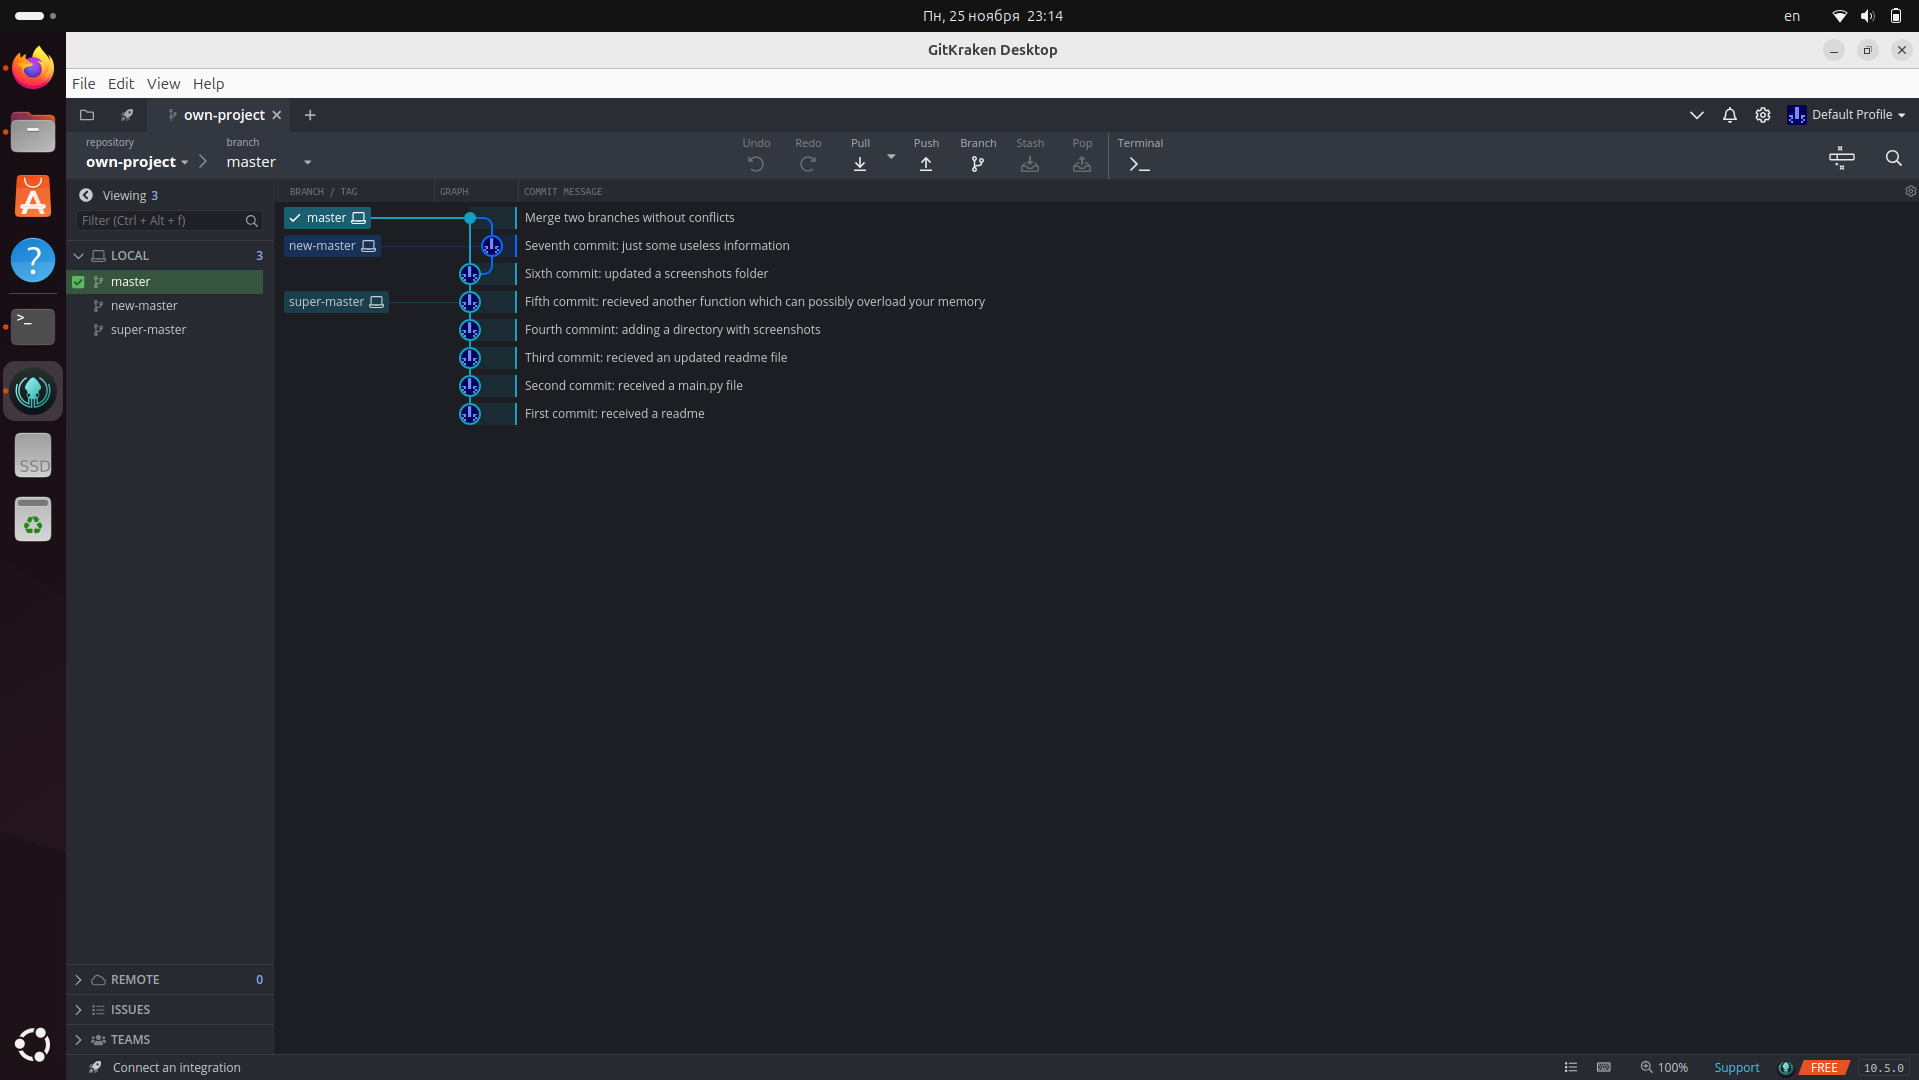 Пн, 25 ноября 23:14
en
GitKraken Desktop
File Edit View Help
own-project
Default Profile
repository
own-project
branch
master
Undo
Redo
Pull
Push
Branch
Stash
Pop
Terminal
Viewing 3
Filter (Ctrl + Alt + f)
LOCAL 3
master
new-master
super-master
BRANCH / TAG
GRAPH
COMMIT MESSAGE
master
Merge two branches without conflicts
new-master
Seventh commit: just some useless information
Sixth commit: updated a screenshots folder
super-master
Fifth commit: recieved another function which can possibly overload your memory
Fourth commint: adding a directory with screenshots
Third commit: recieved an updated readme file
Second commit: received a main.py file
First commit: received a readme
SSD
REMOTE 0
ISSUES
TEAMS
Connect an integration
100%
Support
FREE
10.5.0